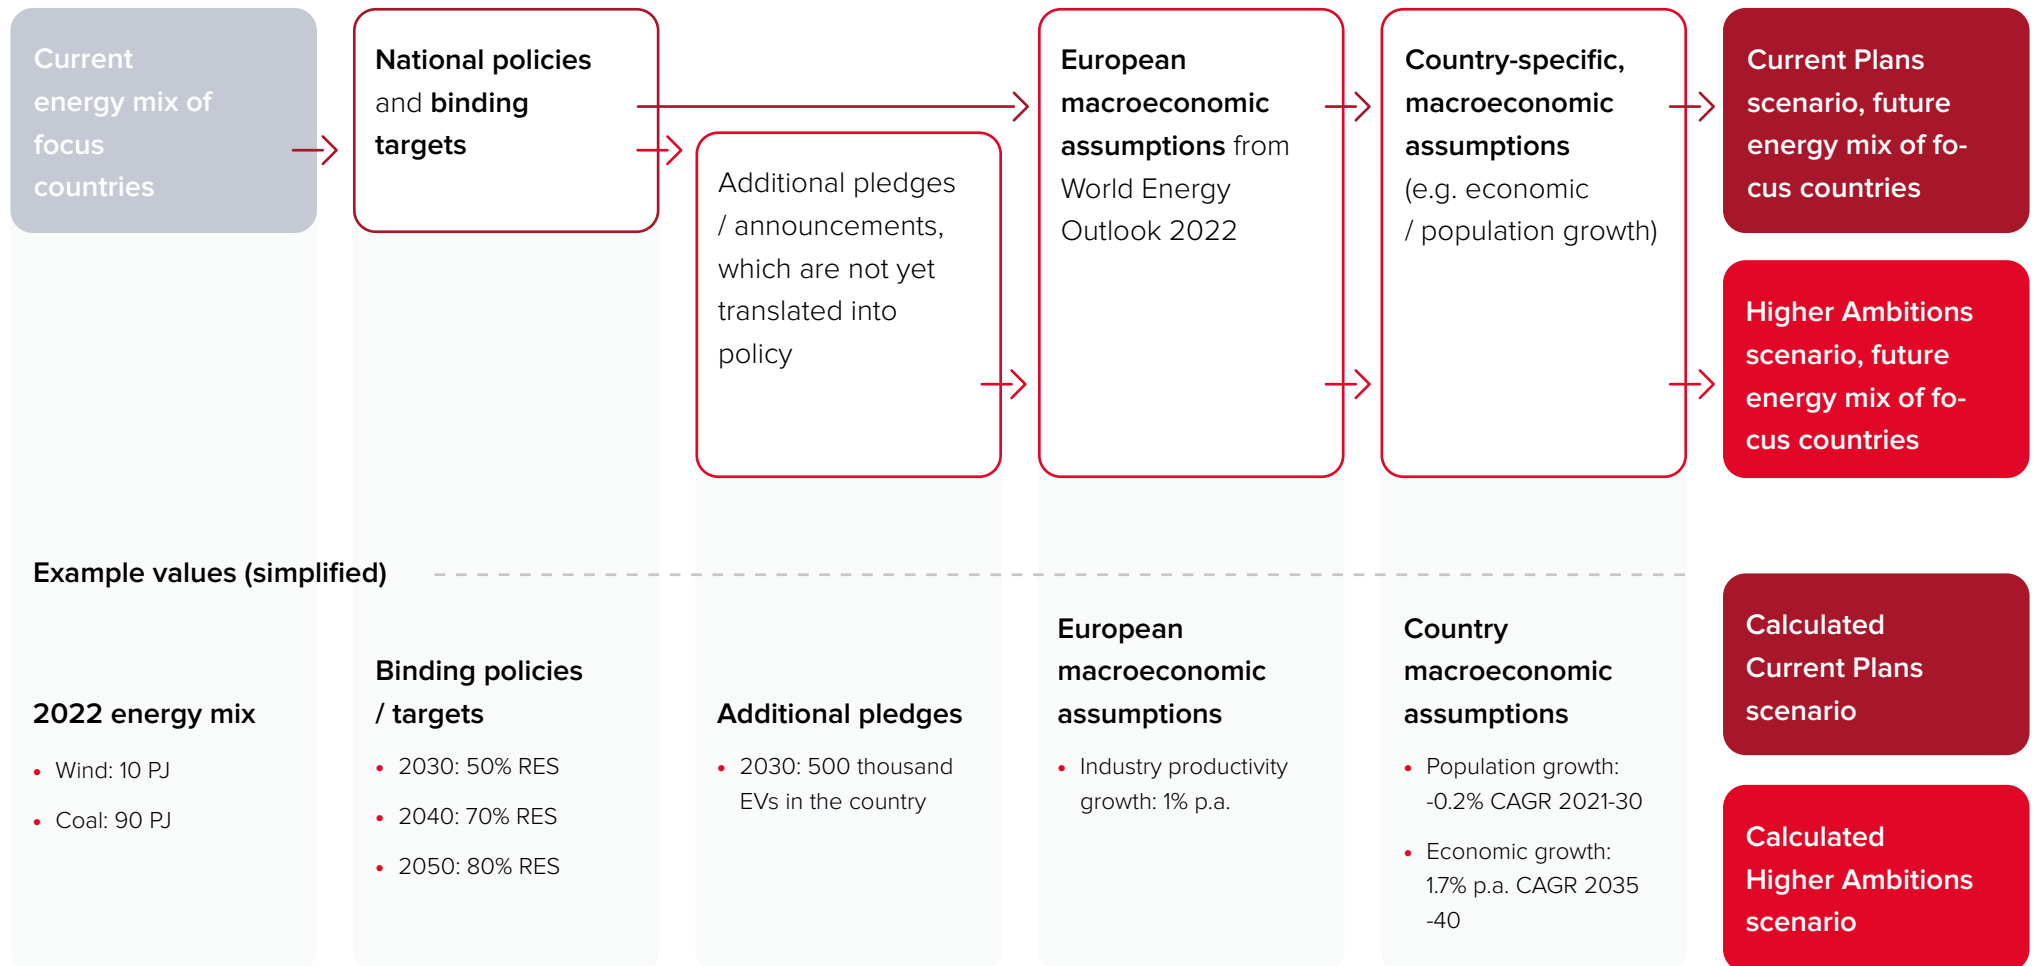 Current
energy mix of
focus
countries
National policies
and binding
targets
Additional pledges
/ announcements,
which are not yet
translated into
policy
European
macroeconomic
assumptions from
World Energy
Outlook 2022
Country-specific,
macroeconomic
assumptions
(e.g. economic
/ population growth)
Current Plans
scenario, future
energy mix of fo-
cus countries
Higher Ambitions
scenario, future
energy mix of fo-
cus countries
Example values (simplified)
2022 energy mix
• Wind: 10 PJ
• Coal: 90 PJ
Binding policies
/ targets
• 2030: 50% RES
• 2040: 70% RES
• 2050: 80% RES
Additional pledges
• 2030: 500 thousand
EVs in the country
European
macroeconomic
assumptions
• Industry productivity
growth: 1% p.a.
Country
macroeconomic
assumptions
• Population growth:
-0.2% CAGR 2021-30
• Economic growth:
1.7% p.a. CAGR 2035
-40
Calculated
Current Plans
scenario
Calculated
Higher Ambitions
scenario